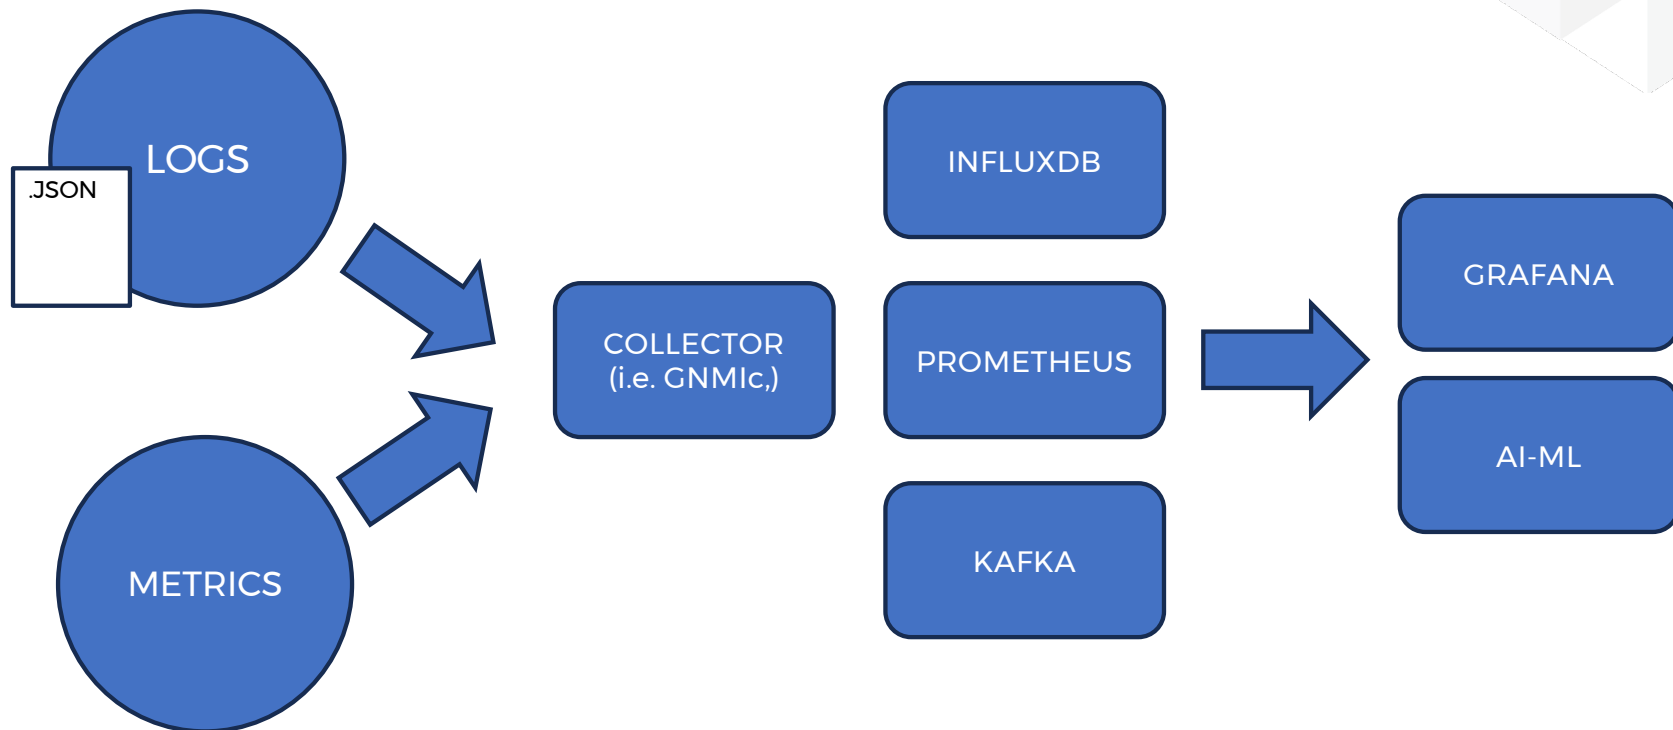 LOGS
.JSON
METRICS
COLLECTOR
(i.e. GNMIc,)
INFLUXDB
PROMETHEUS
KAFKA
GRAFANA
AI-ML